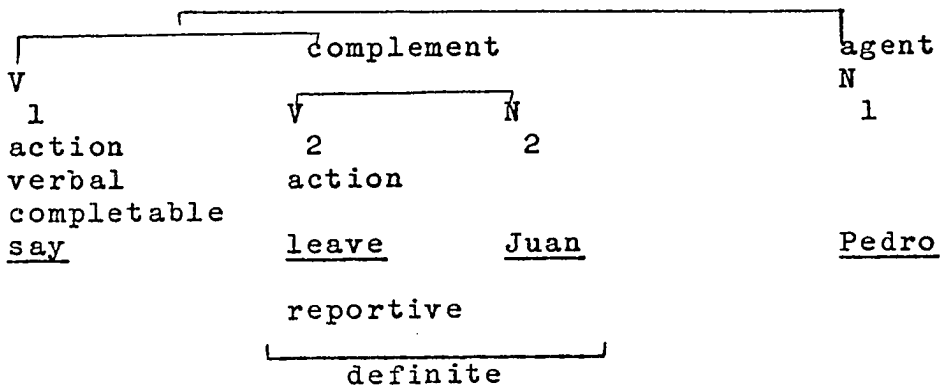 complement agent
V N
1 V N 1
action 2 2
verbal action
completable
say leave Juan Pedro
reportive
definite